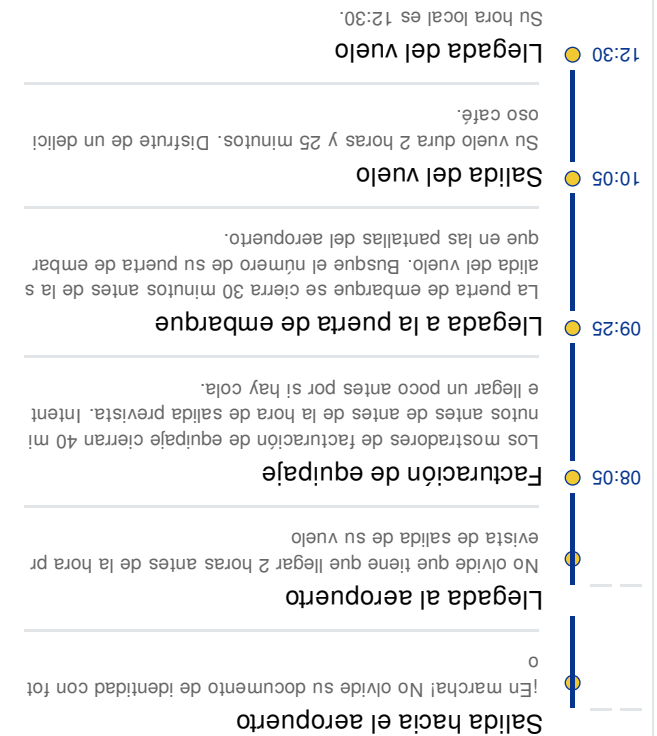 Salida hacia el aeropuerto
¡En marcha! No olvide su documento de identidad con fot
o
Llegada al aeropuerto
No olvide que tiene que llegar 2 horas antes de la hora pr
evista de salida de su vuelo
08:05
Facturación de equipaje
Los mostradores de facturación de equipaje cierran 40 mi
nutos antes de antes de la hora de salida prevista. Intent
e llegar un poco antes por si hay cola.
09:25
Llegada a la puerta de embarque
La puerta de embarque se cierra 30 minutos antes de la s
alida del vuelo. Busque el número de su puerta de embar
que en las pantallas del aeropuerto.
10:05
Salida del vuelo
Su vuelo dura 2 horas y 25 minutos. Disfrute de un delici
oso café.
12:30
Llegada del vuelo
Su hora local es 12:30.